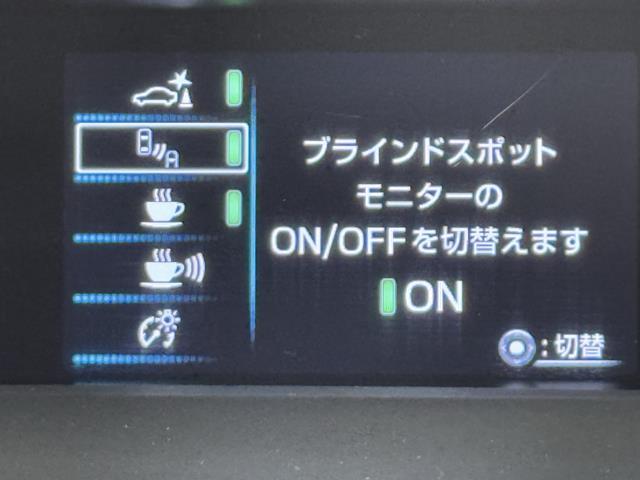 ブラインドスポット
モニターの
ON/OFFを切替えます
ON
:切替
A